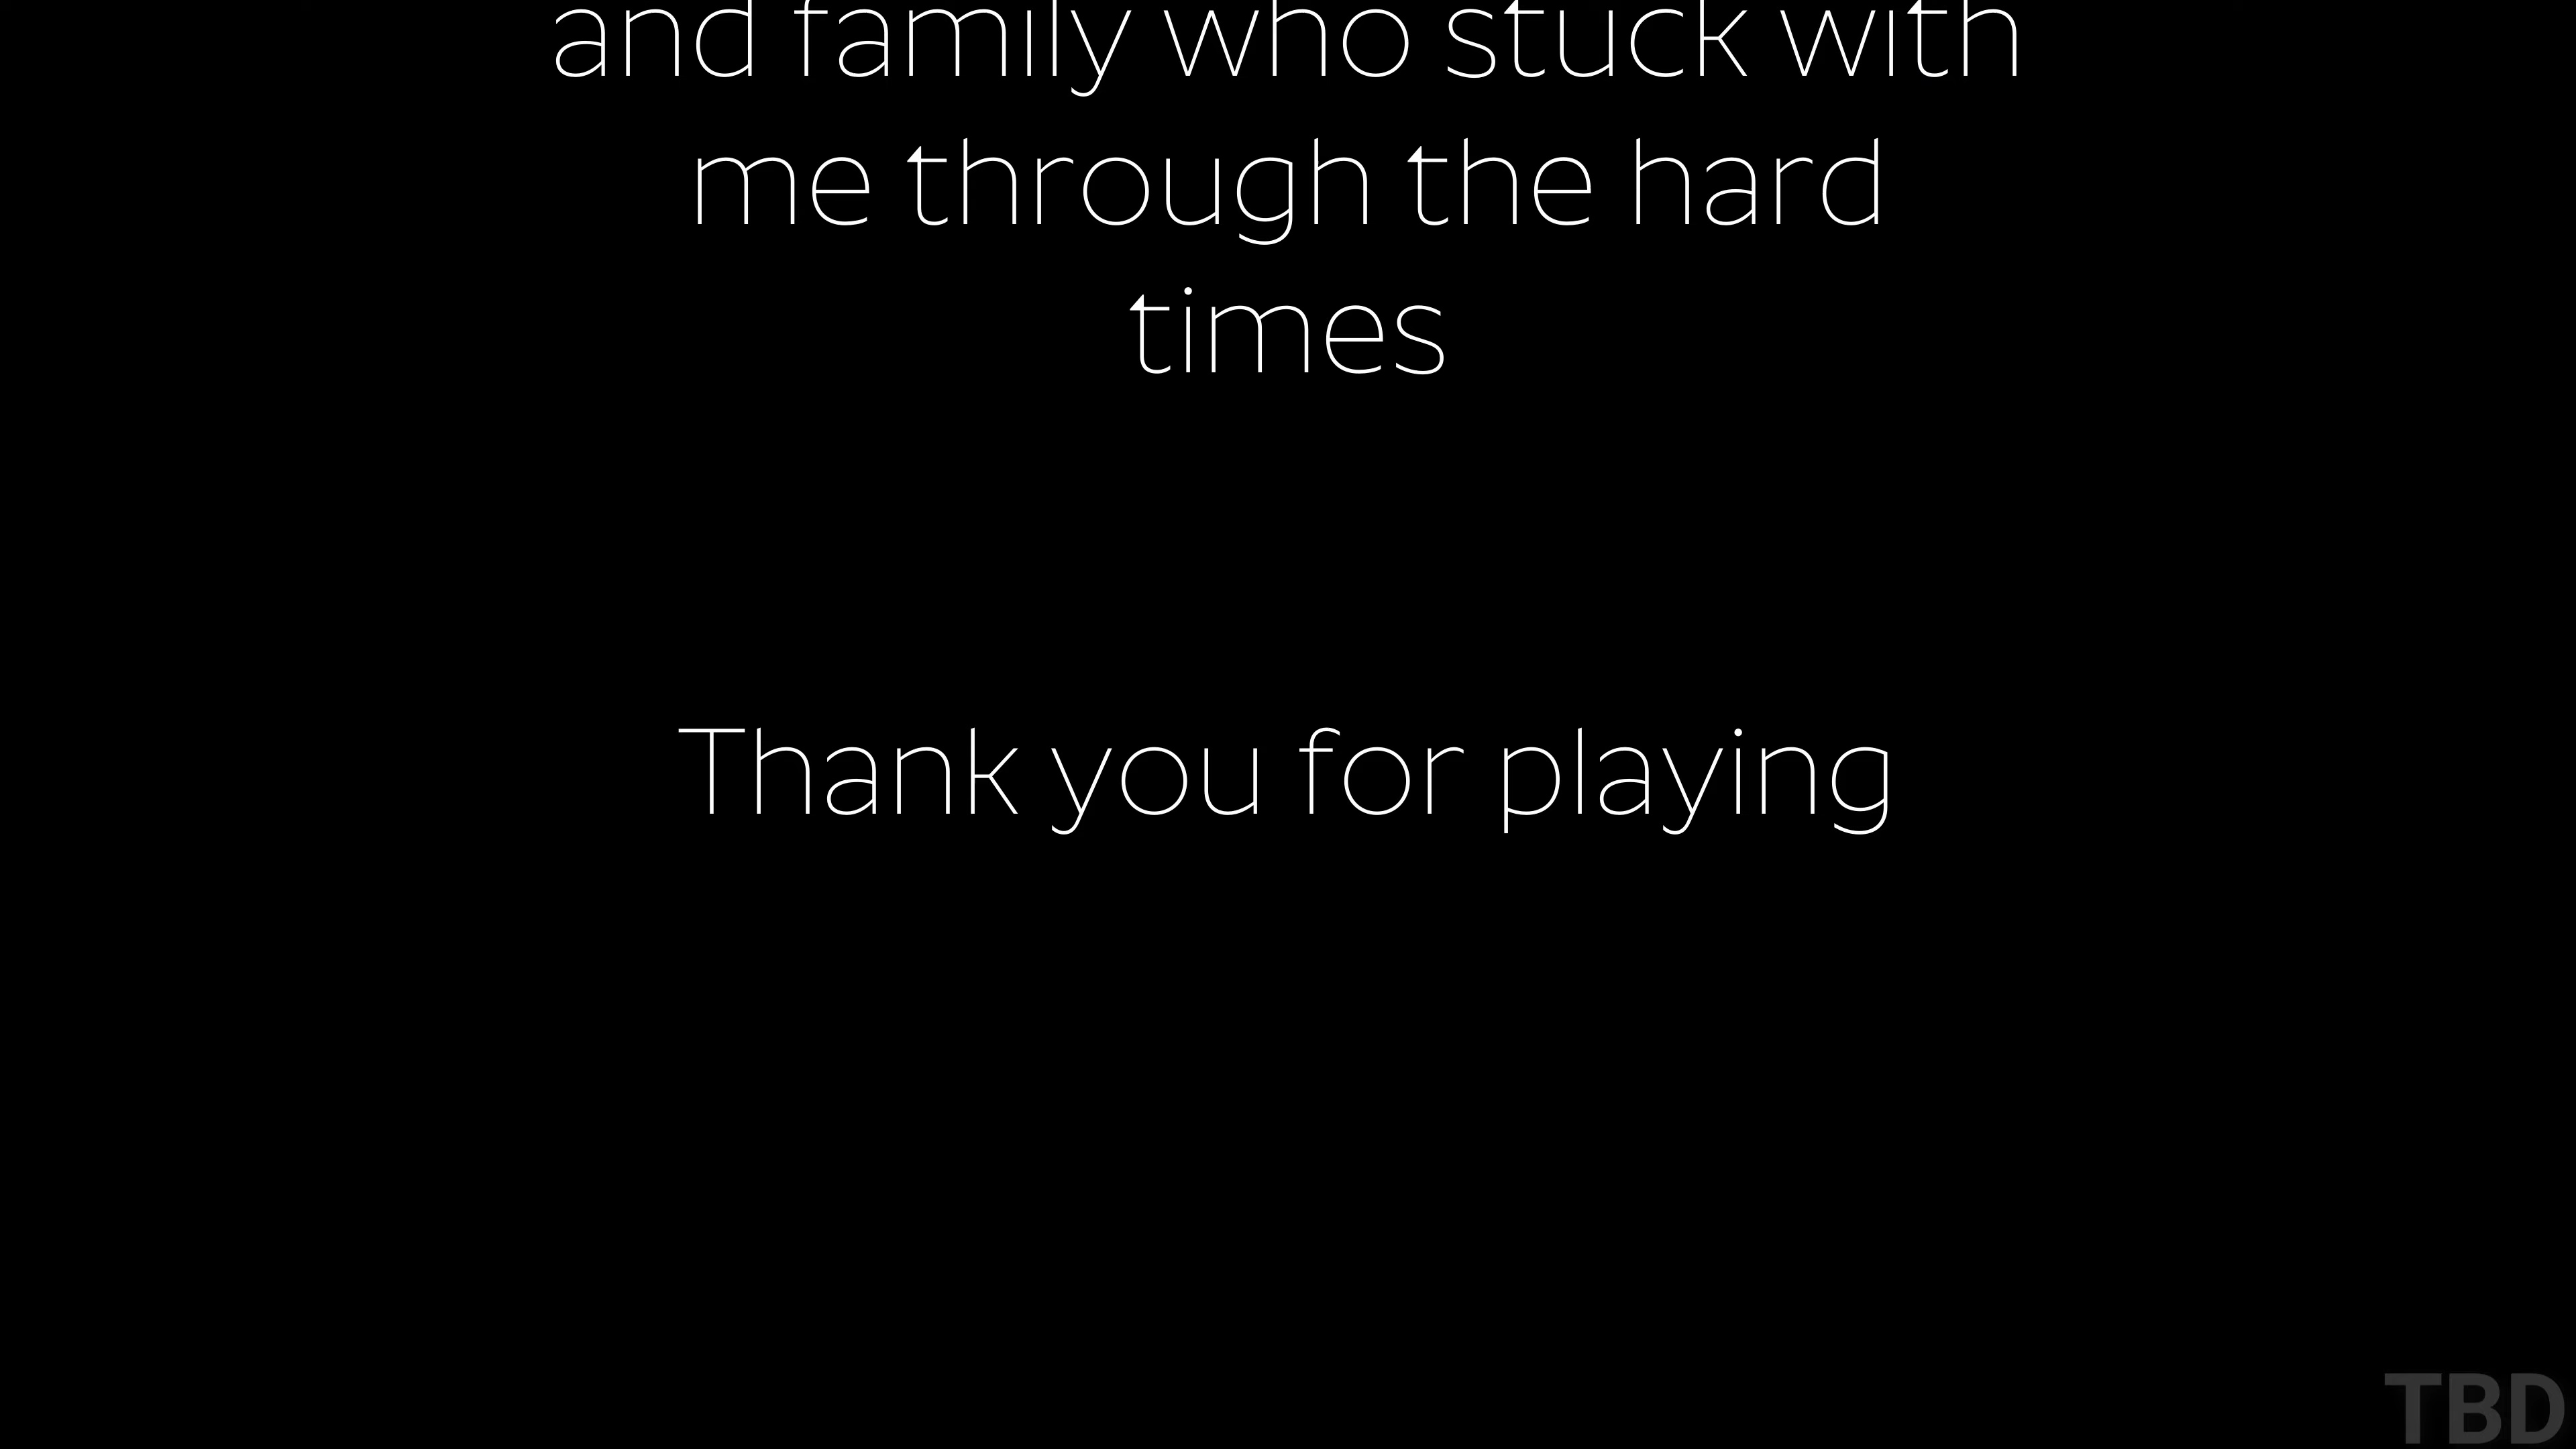 and family who stuck with
me through the hard
times
Thank you for playing
TBD